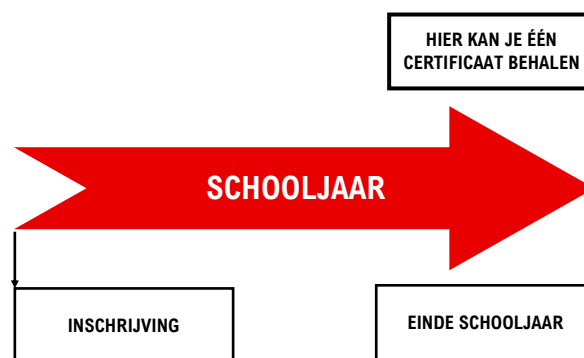 HIER KAN JE ÉÉN
CERTIFICAAT BEHALEN
SCHOOLJAAR
INSCHRIJVING
EINDE SCHOOLJAAR